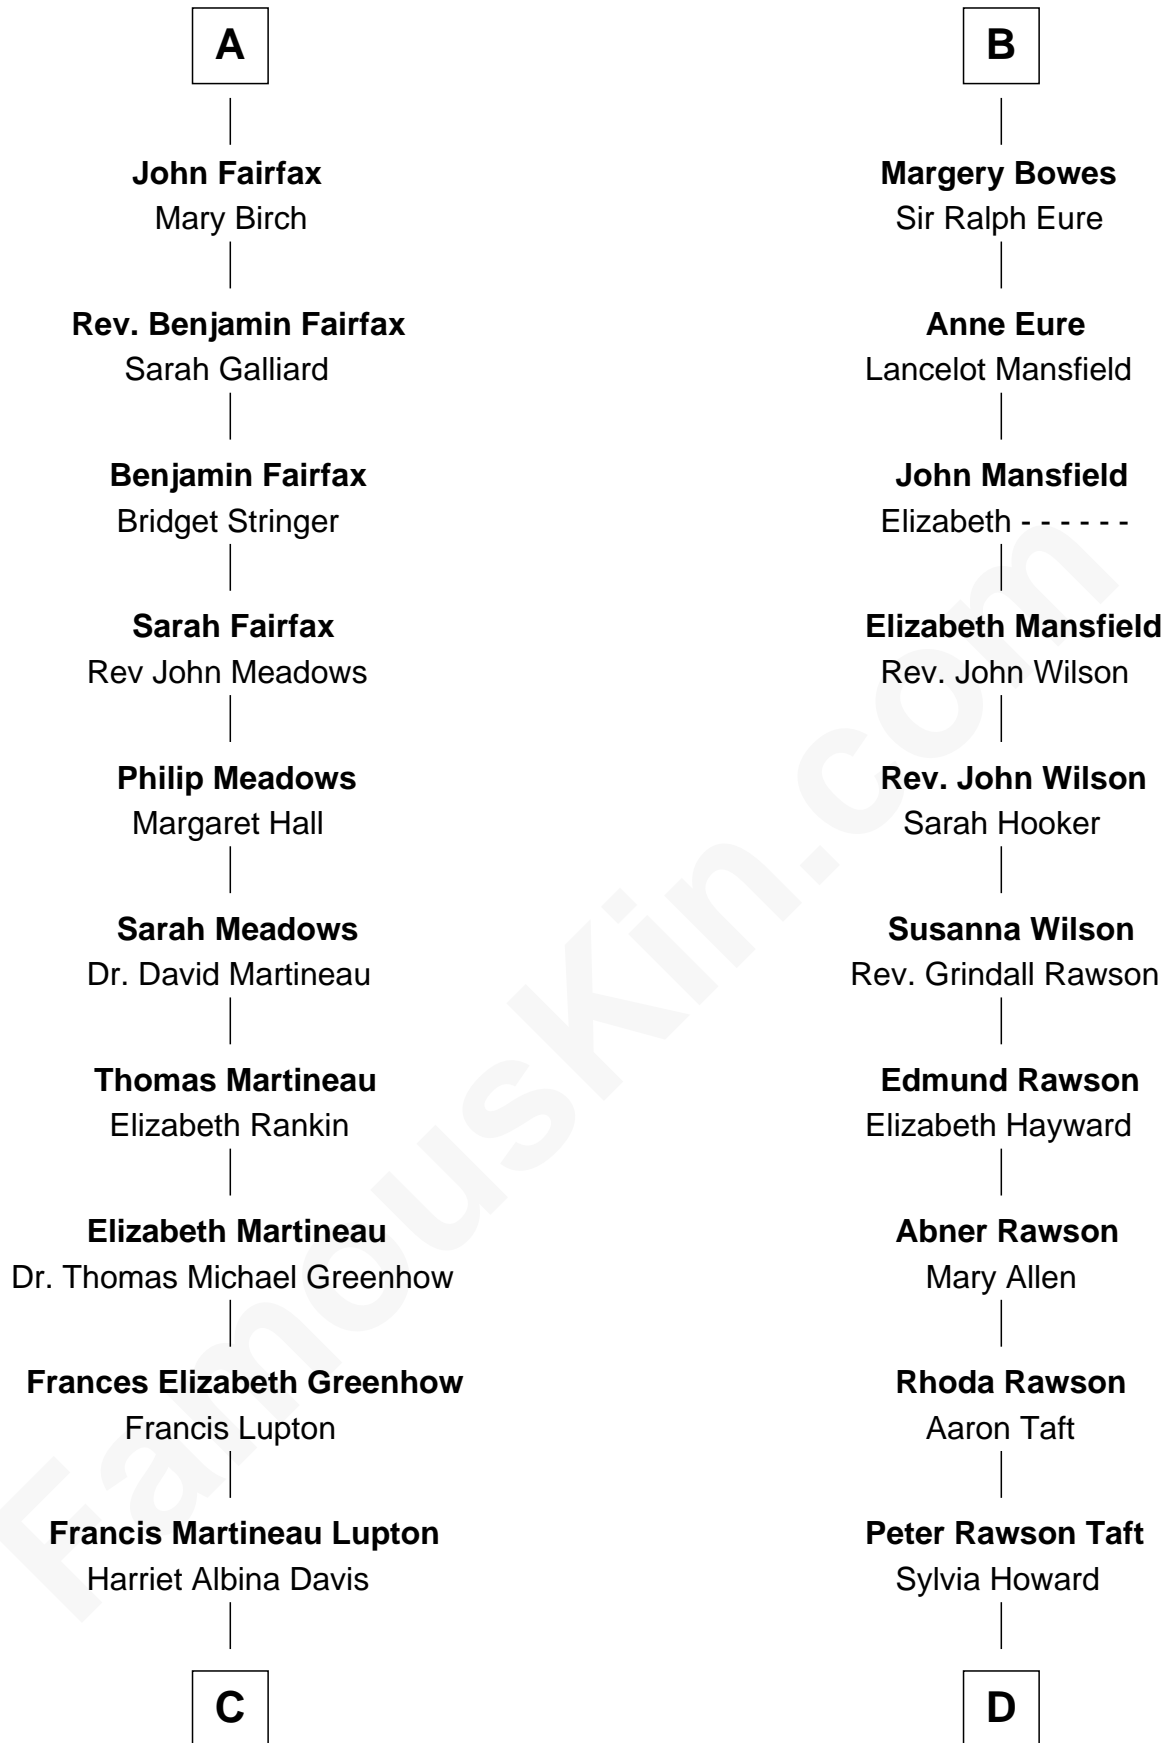 A
John Fairfax
Mary Birch
Rev. Benjamin Fairfax
Sarah Galliard
Benjamin Fairfax
Bridget Stringer
Sarah Fairfax
Rev John Meadows
Philip Meadows
Margaret Hall
Sarah Meadows
Dr. David Martineau
Thomas Martineau
Elizabeth Rankin
Elizabeth Martineau
Dr. Thomas Michael Greenhow
Frances Elizabeth Greenhow
Francis Lupton
Francis Martineau Lupton
Harriet Albina Davis
C
B
Margery Bowes
Sir Ralph Eure
Anne Eure
Lancelot Mansfield
John Mansfield
Elizabeth - - - - - -
Elizabeth Mansfield
Rev. John Wilson
Rev. John Wilson
Sarah Hooker
Susanna Wilson
Rev. Grindall Rawson
Edmund Rawson
Elizabeth Hayward
Abner Rawson
Mary Allen
Rhoda Rawson
Aaron Taft
Peter Rawson Taft
Sylvia Howard
D
FamousKin.com